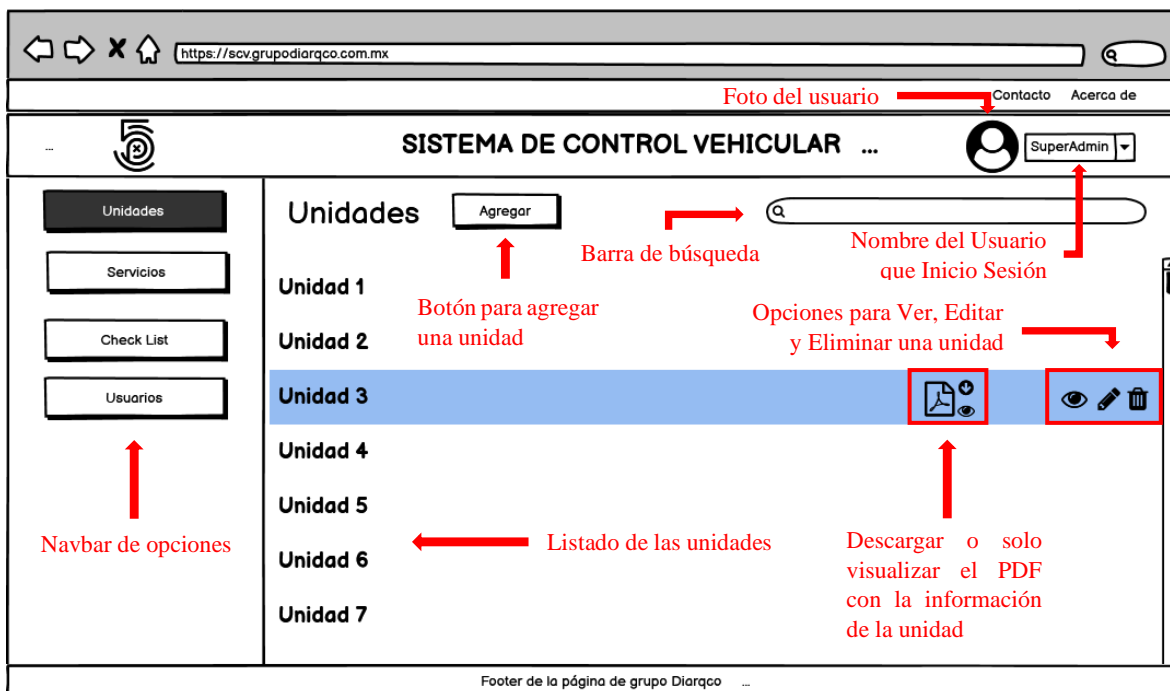 https://scv.grupodiarqco.com.mx
Foto del usuario
Contacto Acerca de
...
5
SISTEMA DE CONTROL VEHICULAR ...
SuperAdmin
Unidades
Servicios
Check List
Usuarios
Navbar de opciones
Unidades
Agregar
Barra de búsqueda
Nombre del Usuario
que Inicio Sesión
Botón para agregar
una unidad
Opciones para Ver, Editar
y Eliminar una unidad
Unidad 1
Unidad 2
Unidad 3
Unidad 4
Unidad 5
Unidad 6
Unidad 7
Listado de las unidades
Descargar o solo
visualizar el PDF
con la información
de la unidad
Footer de la página de grupo Diarqco ...